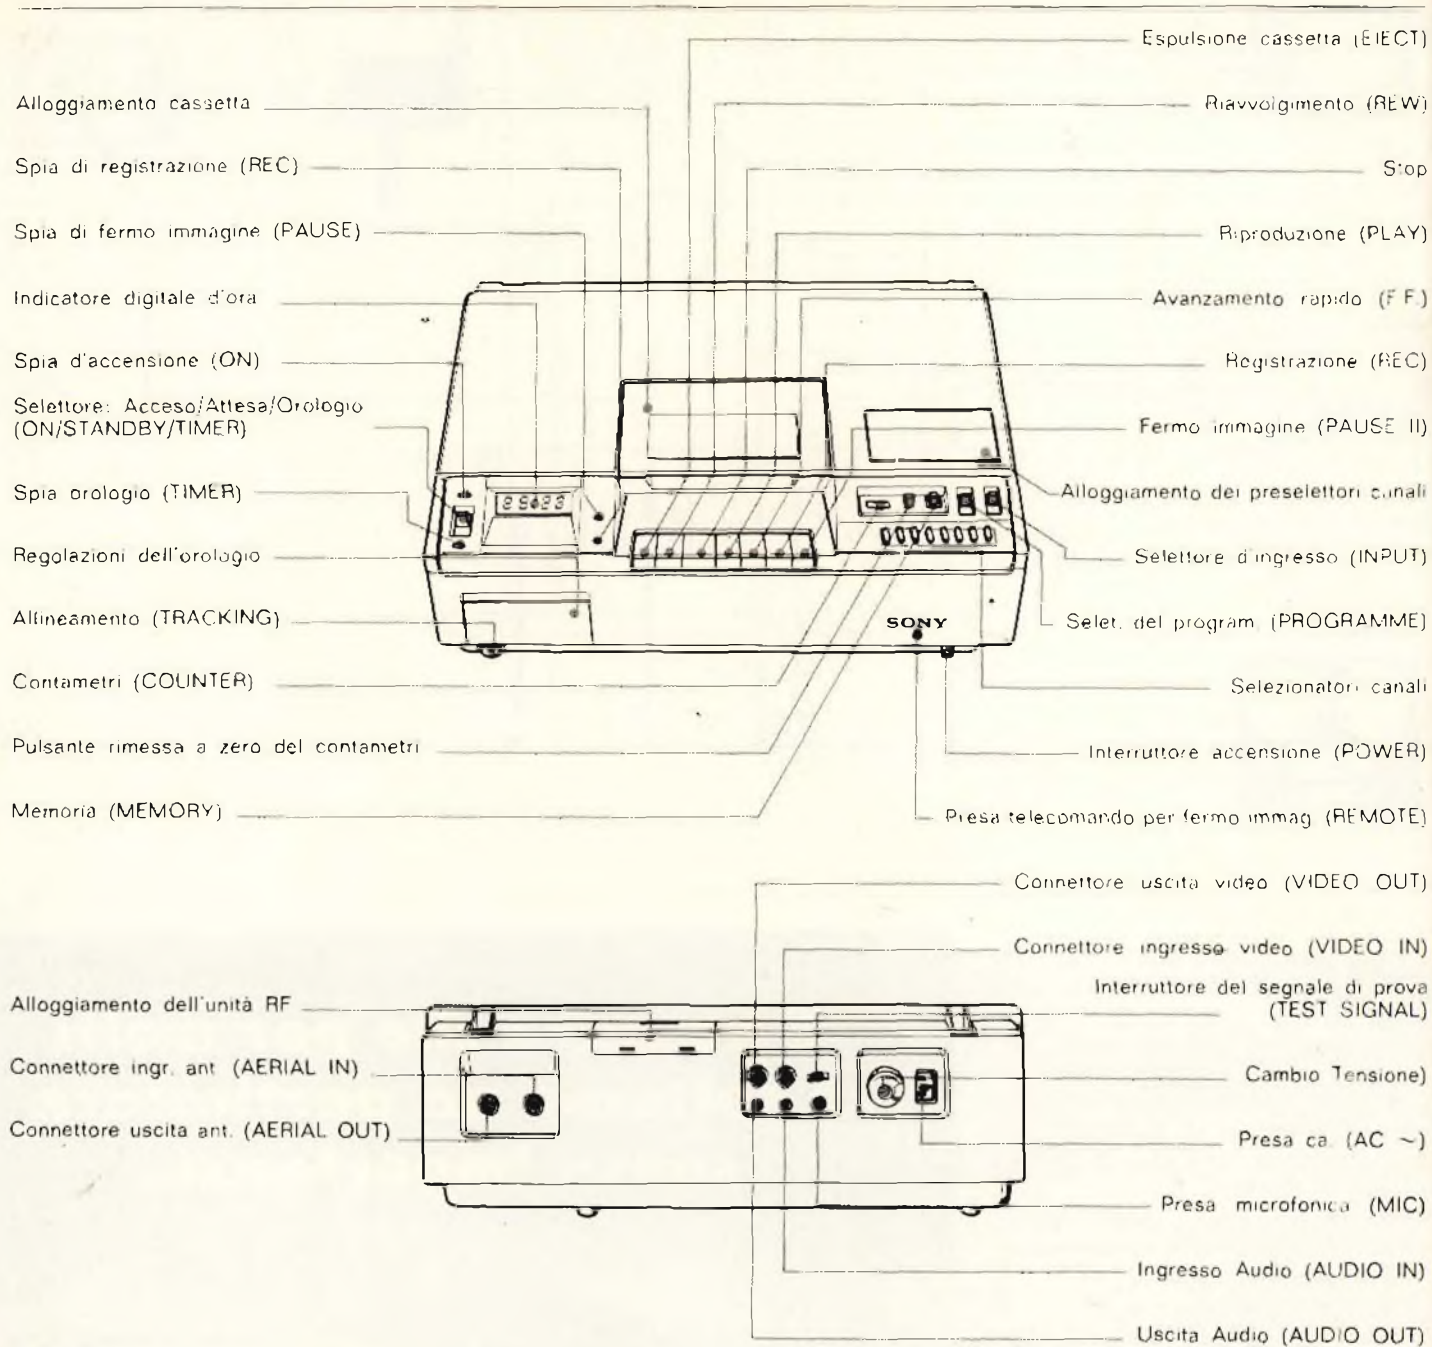 Espulsione cassetta (EJECT)
Alloggiamento cassetta
Riavvolgimento (REW)
Spia di registrazione (REC)
Stop
Spia di fermo immagine (PAUSE)
Riproduzione (PLAY)
Indicatore digitale d'ora
Avanzamento rapido (F.F.)
Spia d'accensione (ON)
Registrazione (REC)
Selettore: Acceso/Attesa/Orologio
(ON/STANDBY/TIMER)
Fermo immagine (PAUSE II)
Spia orologio (TIMER)
Alloggiamento dei preselettori canali
Regolazioni dell'orologio
Selettore d'ingresso (INPUT)
Allineamento (TRACKING)
SONY
Selet. del program. (PROGRAMME)
Contametri (COUNTER)
Selezionatori canali
Pulsante rimessa a zero del contametri
Interruttore accensione (POWER)
Memoria (MEMORY)
Presa telecomando per fermo immag (REMOTE)
Connettore uscita video (VIDEO OUT)
Connettore ingresso video (VIDEO IN)
Interruttore del segnale di prova
(TEST SIGNAL)
Alloggiamento dell'unità RF
Connettore ingr. ant. (AERIAL IN)
Cambio Tensione)
Connettore uscita ant. (AERIAL OUT)
Presa ca. (AC ~)
Presa microfonica (MIC)
Ingresso Audio (AUDIO IN)
Uscita Audio (AUDIO OUT)